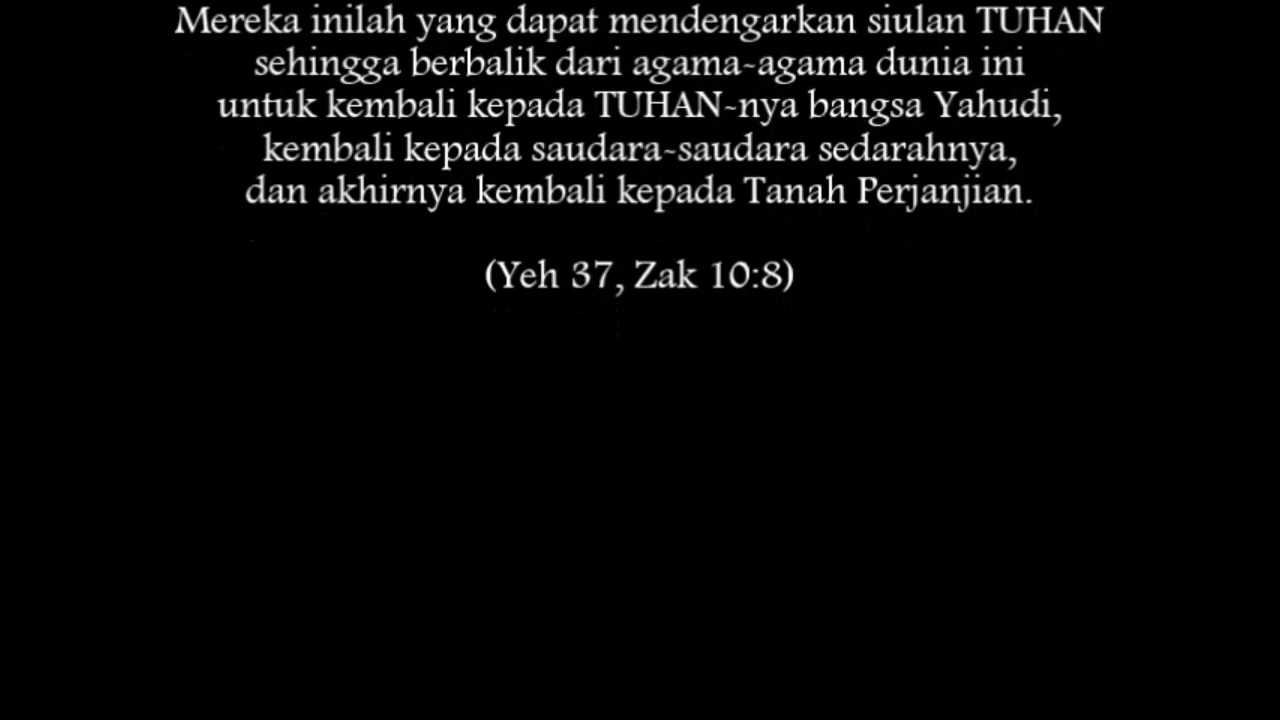 Mereka inilah yang dapat mendengarkan siulan TUHAN
sehingga berbalik dari agama-agama dunia ini
untuk kembali kepada TUHAN-nya bangsa Yahudi,
kembali kepada saudara-saudara sedarahnya,
dan akhirnya kembali kepada Tanah Perjanjian.
(Yeh 37, Zak 10:8)